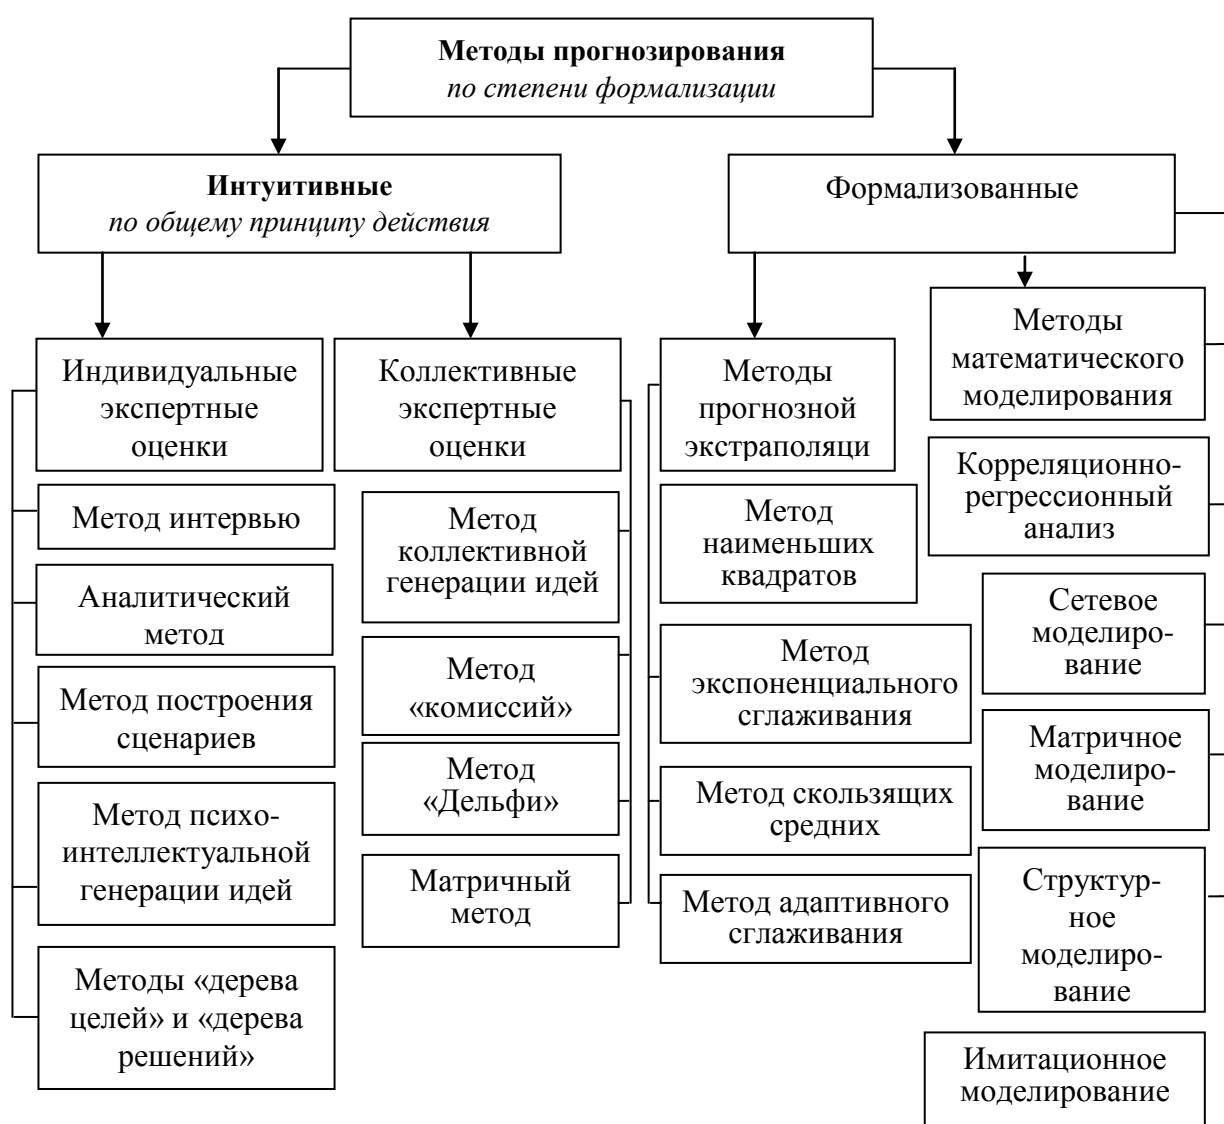 Методы прогнозирования
по степени формализации
Интуитивные
по общему принципу действия
Формализованные
Индивидуальные
экспертные
оценки
Метод интервью
Аналитический
метод
Метод построения
сценариев
Метод психо-
интеллектуальной
генерации идей
Методы «дерева
целей» и «дерева
решений»
Коллективные
экспертные
оценки
Метод
коллективной
генерации идей
Метод
«комиссий»
Метод
«Дельфи»
Матричный
метод
Методы
прогнозной
экстраполяци
Метод
наименьших
квадратов
Метод
экспоненциального
сглаживания
Метод скользящих
средних
Метод адаптивного
сглаживания
Методы
математического
моделирования
Корреляционно-
регрессионный
анализ
Сетевое
моделиро-
вание
Матричное
моделиро-
вание
Структур-
ное
моделиро-
вание
Имитационное
моделирование